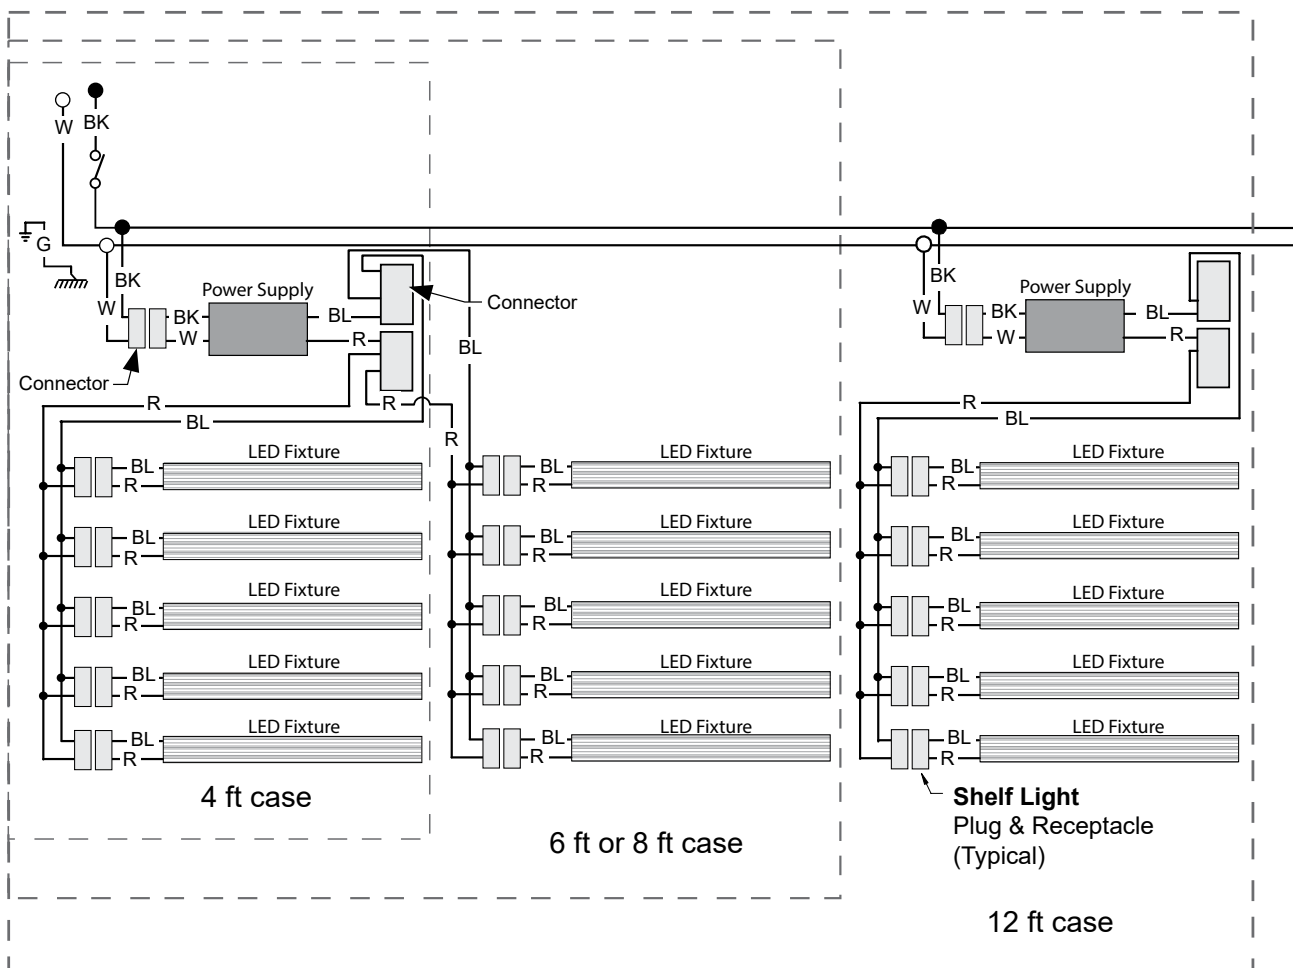 W
BK
G
BK
W
Power Supply
BK
W
BL
R
Connector
BL
Connector
R
BL
R
R
BK
W
Power Supply
BK
W
BL
R
R
BL
LED Fixture
BL
R
LED Fixture
BL
R
LED Fixture
BL
R
LED Fixture
BL
R
LED Fixture
BL
R
4 ft case
LED Fixture
BL
R
LED Fixture
BL
R
LED Fixture
BL
R
LED Fixture
BL
R
LED Fixture
BL
R
6 ft or 8 ft case
LED Fixture
BL
R
LED Fixture
BL
R
LED Fixture
BL
R
LED Fixture
BL
R
LED Fixture
BL
R
Shelf Light
Plug & Receptacle
(Typical)
12 ft case